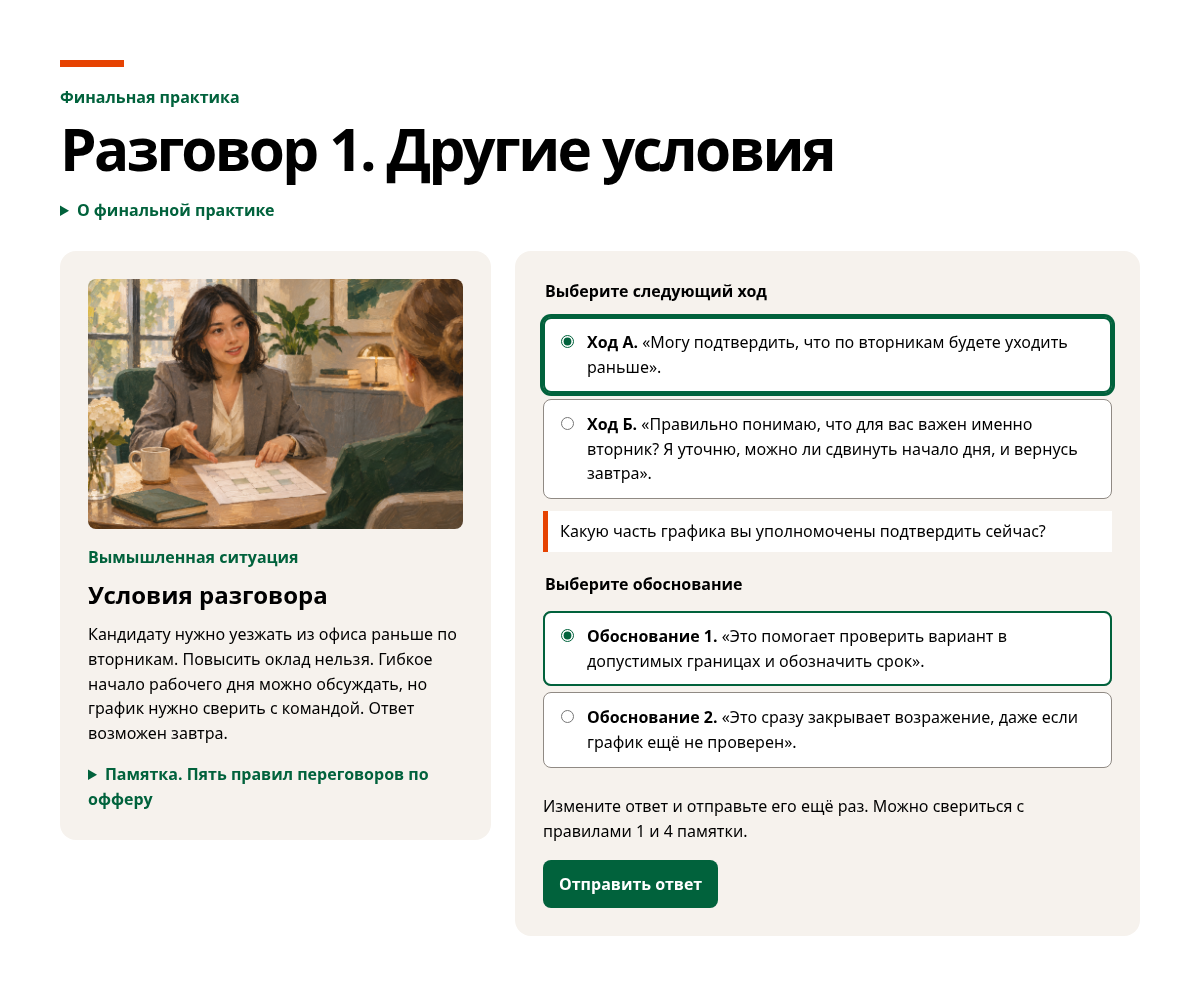 Финальная практика
Разговор 1. Другие условия
О финальной практике
Вымышленная ситуация
Условия разговора
Кандидату нужно уезжать из офиса раньше по
вторникам. Повысить оклад нельзя. Гибкое
начало рабочего дня можно обсуждать, но
график нужно сверить с командой. Ответ
возможен завтра.
Памятка. Пять правил переговоров по
офферу
Выберите следующий ход
Ход А. «Могу подтвердить, что по вторникам будете уходить
раньше».
Ход Б. «Правильно понимаю, что для вас важен именно
вторник? Я уточню, можно ли сдвинуть начало дня, и вернусь
завтра».
Какую часть графика вы уполномочены подтвердить сейчас?
Выберите обоснование
Обоснование 1. «Это помогает проверить вариант в
допустимых границах и обозначить срок».
Обоснование 2. «Это сразу закрывает возражение, даже если
график ещё не проверен».
Измените ответ и отправьте его ещё раз. Можно свериться с
правилами 1 и 4 памятки.
Отправить ответ